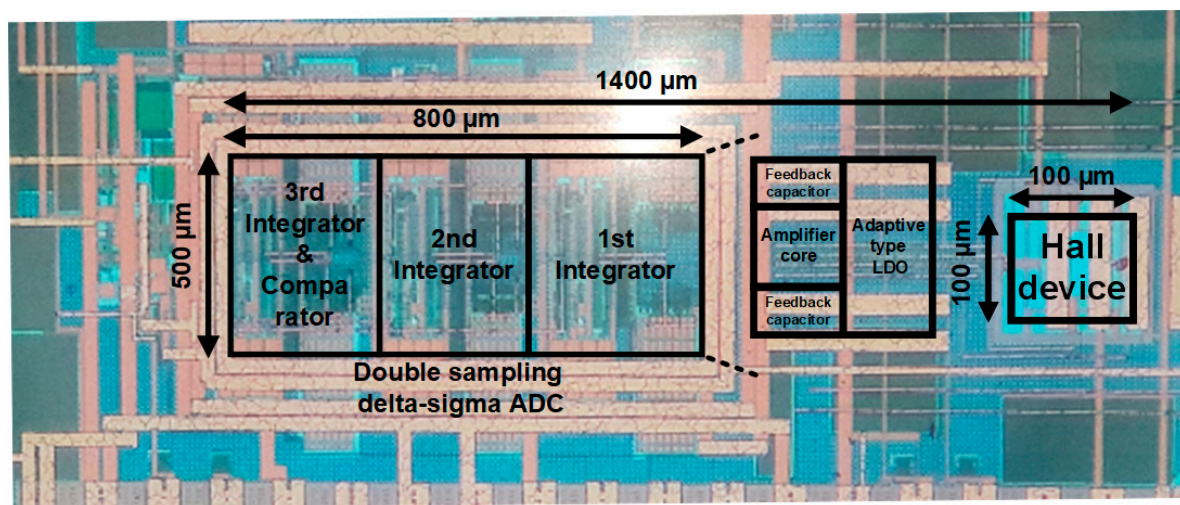 1400 µm
800 µm
500 µm
3rd
Integrator
&
Compa
rator
2nd
Integrator
1st
Integrator
Double sampling
delta-sigma ADC
Feedback
capacitor
Amplifier
core
Feedback
capacitor
Adaptive
type
LDO
100 µm
100 µm
Hall
device